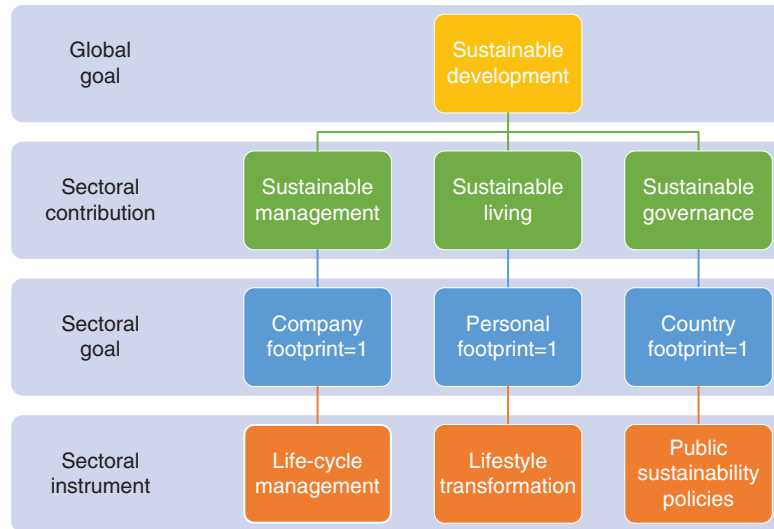 Global
goal
Sustainable
development
Sectoral
contribution
Sustainable
management
Sustainable
living
Sustainable
governance
Sectoral
goal
Company
footprint=1
Personal
footprint=1
Country
footprint=1
Sectoral
instrument
Life-cycle
management
Lifestyle
transformation
Public
sustainability
policies